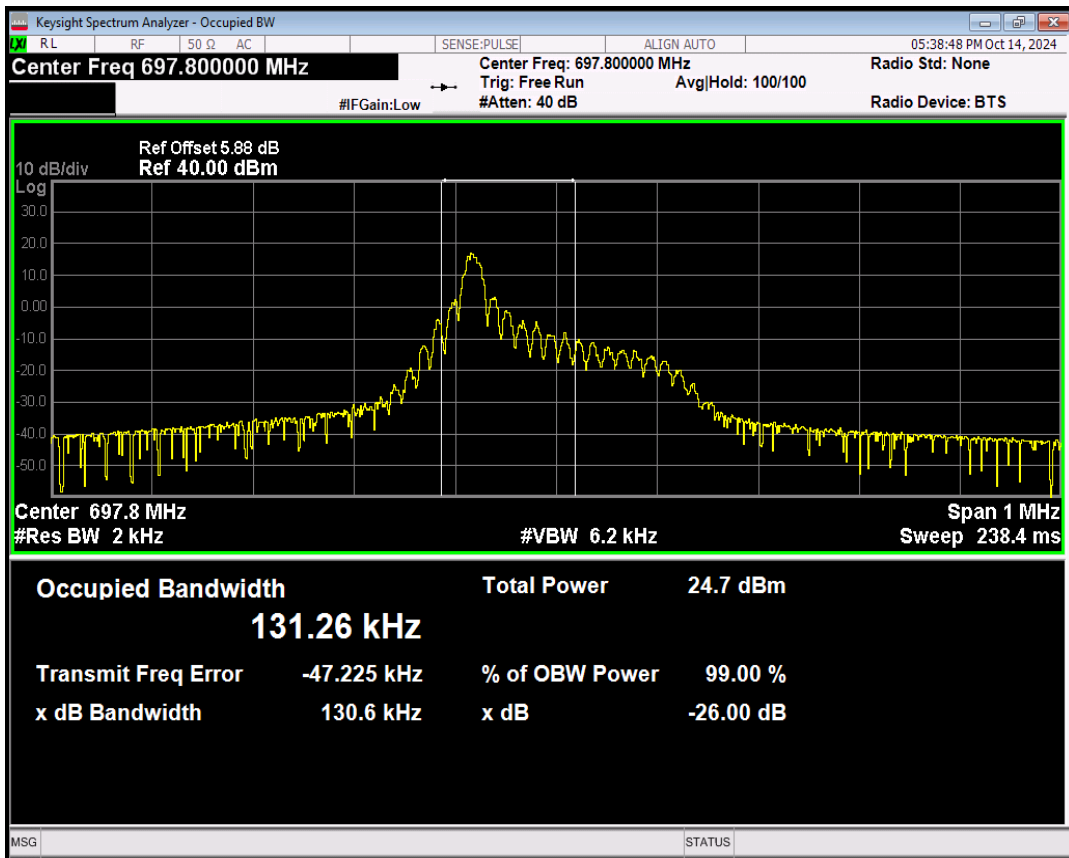 Keysight Spectrum Analyzer - Occupied BW
LXI RL RF 50 Ω AC SENSE:PULSE ALIGN AUTO 05:38:48 PM Oct 14, 2024
Center Freq 697.800000 MHz Center Freq: 697.800000 MHz Radio Std: None
Trig: Free Run Avg|Hold: 100/100
#IFGain:Low #Atten: 40 dB Radio Device: BTS
Ref Offset 5.88 dB
10 dB/div Ref 40.00 dBm
Log
30.0
20.0
10.0
0.00
-10.0
-20.0
-30.0
-40.0
-50.0
Center 697.8 MHz Span 1 MHz
#Res BW 2 kHz #VBW 6.2 kHz Sweep 238.4 ms
Occupied Bandwidth Total Power 24.7 dBm
131.26 kHz
Transmit Freq Error -47.225 kHz % of OBW Power 99.00 %
x dB Bandwidth 130.6 kHz x dB -26.00 dB
MSG STATUS